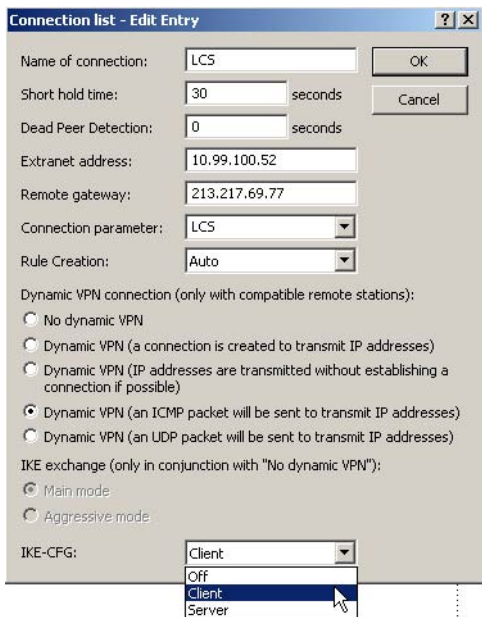 Connection list - Edit Entry
Name of connection: LCS OK
Short hold time: 30 seconds Cancel
Dead Peer Detection: 0 seconds
Extranet address: 10.99.100.52
Remote gateway: 213.217.69.77
Connection parameter: LCS
Rule Creation: Auto
Dynamic VPN connection (only with compatible remote stations):
No dynamic VPN
Dynamic VPN (a connection is created to transmit IP addresses)
Dynamic VPN (IP addresses are transmitted without establishing a
connection if possible)
Dynamic VPN (an ICMP packet will be sent to transmit IP addresses)
Dynamic VPN (an UDP packet will be sent to transmit IP addresses)
IKE exchange (only in conjunction with "No dynamic VPN"):
Main mode
Aggressive mode
IKE-CFG: Client
Off
Client
Server